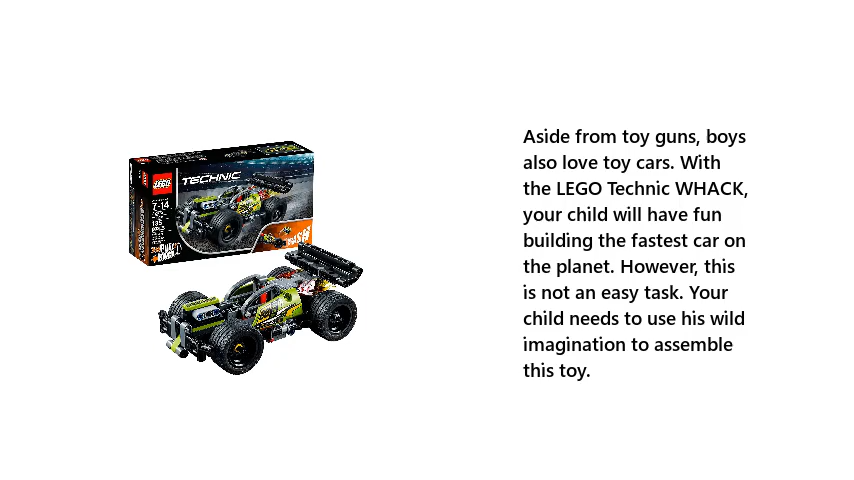 LEGO
TECHNIC
7-14
Aside from toy guns, boys
also love toy cars. With
the LEGO Technic WHACK,
your child will have fun
building the fastest car on
the planet. However, this
is not an easy task. Your
child needs to use his wild
imagination to assemble
this toy.